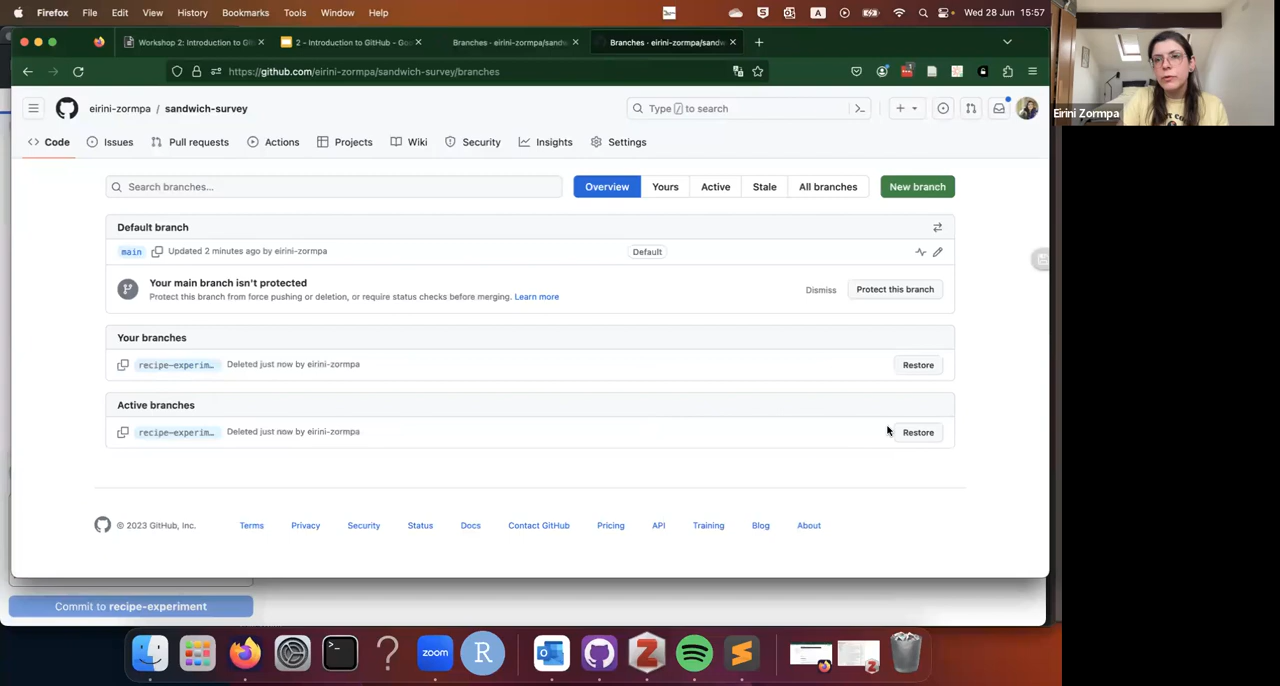 Firefox File Edit View History Bookmarks Tools Window Help A Wed 28 Jun 15:57
Workshop 2: Introduction to Gi
2 - Introduction to GitHub - Goo
Branches · eirini-zormpa/sandw
Branches · eirini-zormpa/sandw
https://github.com/eirini-zormpa/sandwich-survey/branches
eirini-zormpa / sandwich-survey
Type / to search
Code Issues Pull requests Actions Projects Wiki Security Insights Settings
Search branches...
Overview Yours Active Stale All branches New branch
Default branch
main Updated 2 minutes ago by eirini-zormpa Default
Your main branch isn't protected
Protect this branch from force pushing or deletion, or require status checks before merging. Learn more
Dismiss Protect this branch
Your branches
recipe-experim... Deleted just now by eirini-zormpa Restore
Active branches
recipe-experim... Deleted just now by eirini-zormpa Restore
© 2023 GitHub, Inc. Terms Privacy Security Status Docs Contact GitHub Pricing API Training Blog About
Commit to recipe-experiment
zoom R
Eirini Zormpa